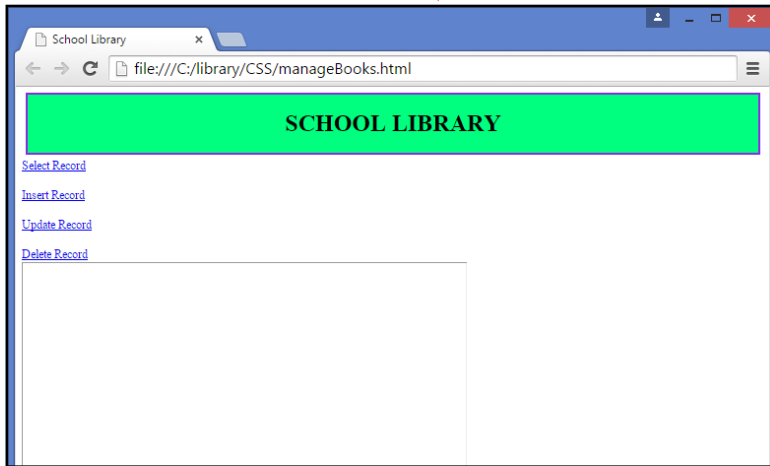 School Library
file:///C:/library/CSS/manageBooks.html
SCHOOL LIBRARY
Select Record
Insert Record
Update Record
Delete Record